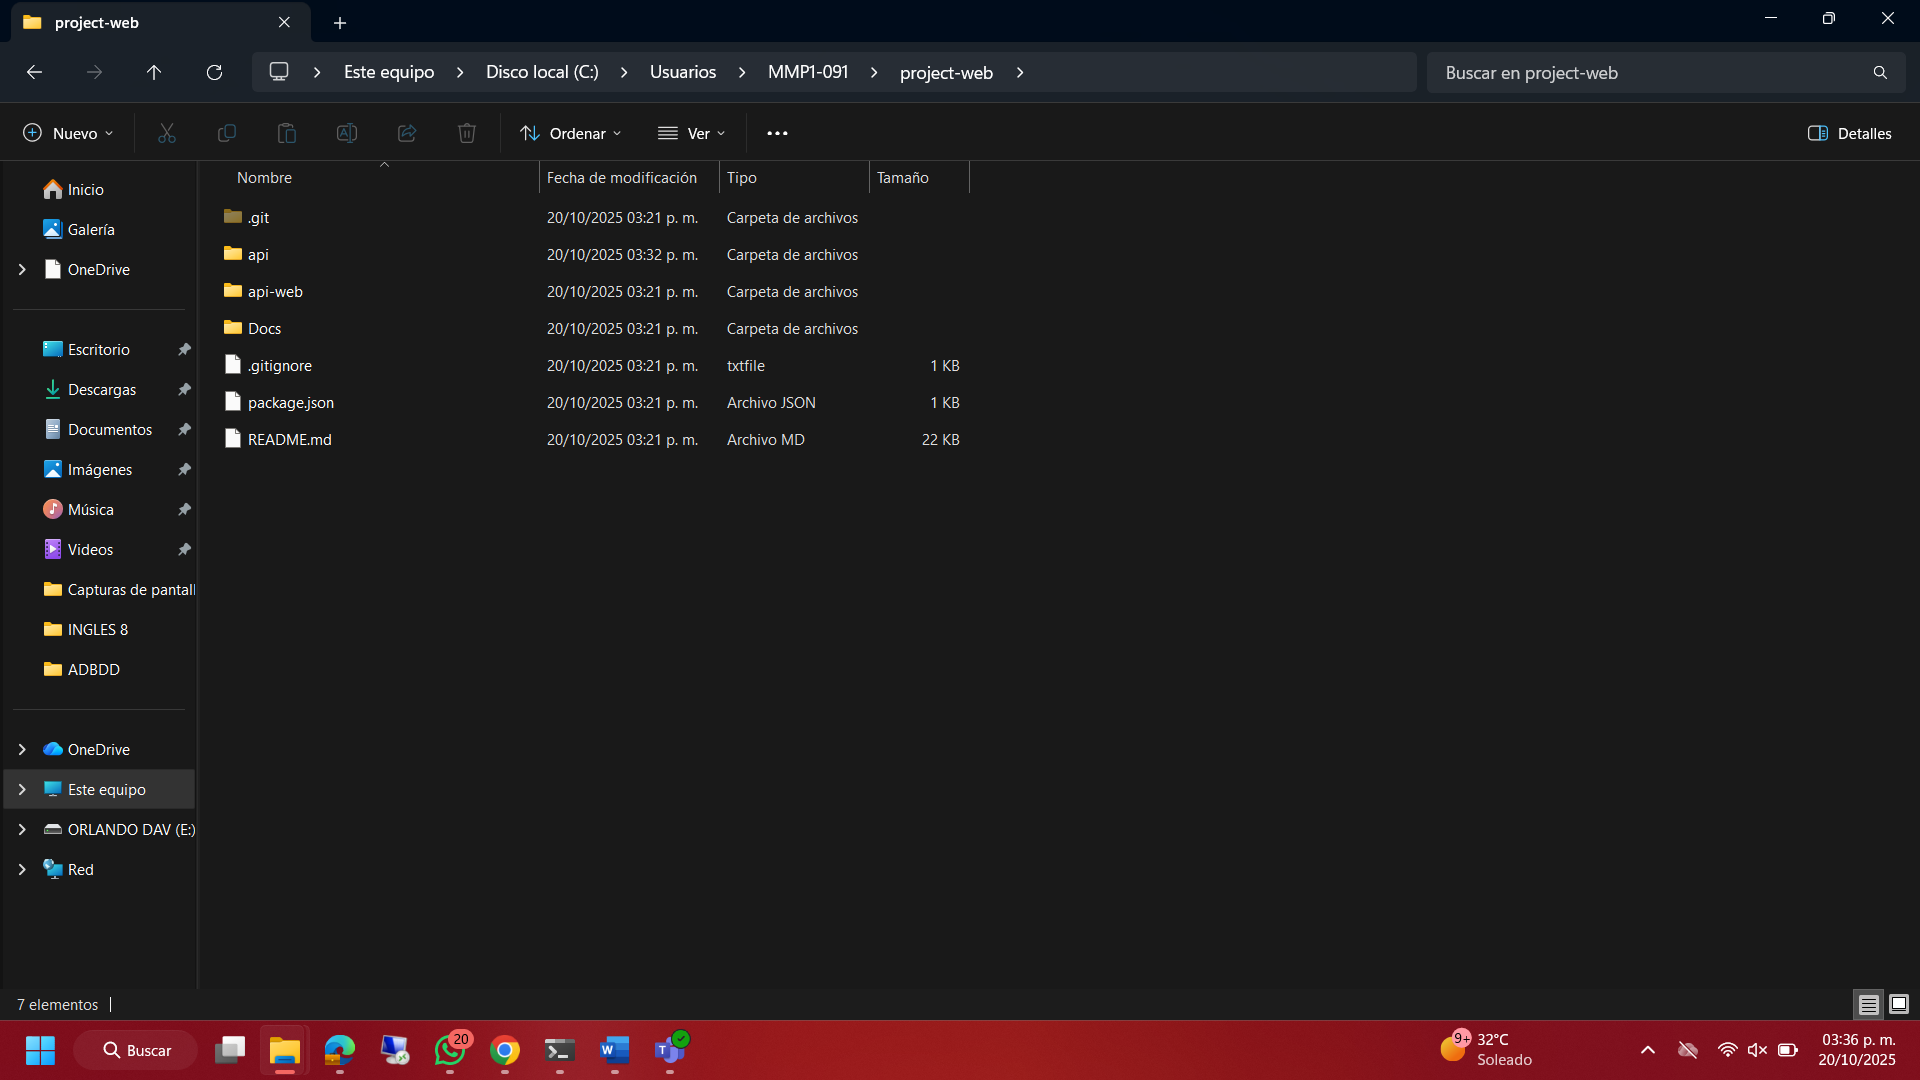 project-web
Este equipo > Disco local (C:) > Usuarios > MMP1-091 > project-web >
Buscar en project-web
Nuevo
Ordenar
Ver
Detalles
Nombre Fecha de modificación Tipo Tamaño
.git 20/10/2025 03:21 p. m. Carpeta de archivos
api 20/10/2025 03:32 p. m. Carpeta de archivos
api-web 20/10/2025 03:21 p. m. Carpeta de archivos
Docs 20/10/2025 03:21 p. m. Carpeta de archivos
.gitignore 20/10/2025 03:21 p. m. txtfile 1 KB
package.json 20/10/2025 03:21 p. m. Archivo JSON 1 KB
README.md 20/10/2025 03:21 p. m. Archivo MD 22 KB
Inicio
Galería
OneDrive
Escritorio
Descargas
Documentos
Imágenes
Música
Videos
Capturas de pantall
INGLES 8
ADBDD
OneDrive
Este equipo
ORLANDO DAV (E:)
Red
7 elementos
Buscar
20
9+
32°C
Soleado
03:36 p. m.
20/10/2025